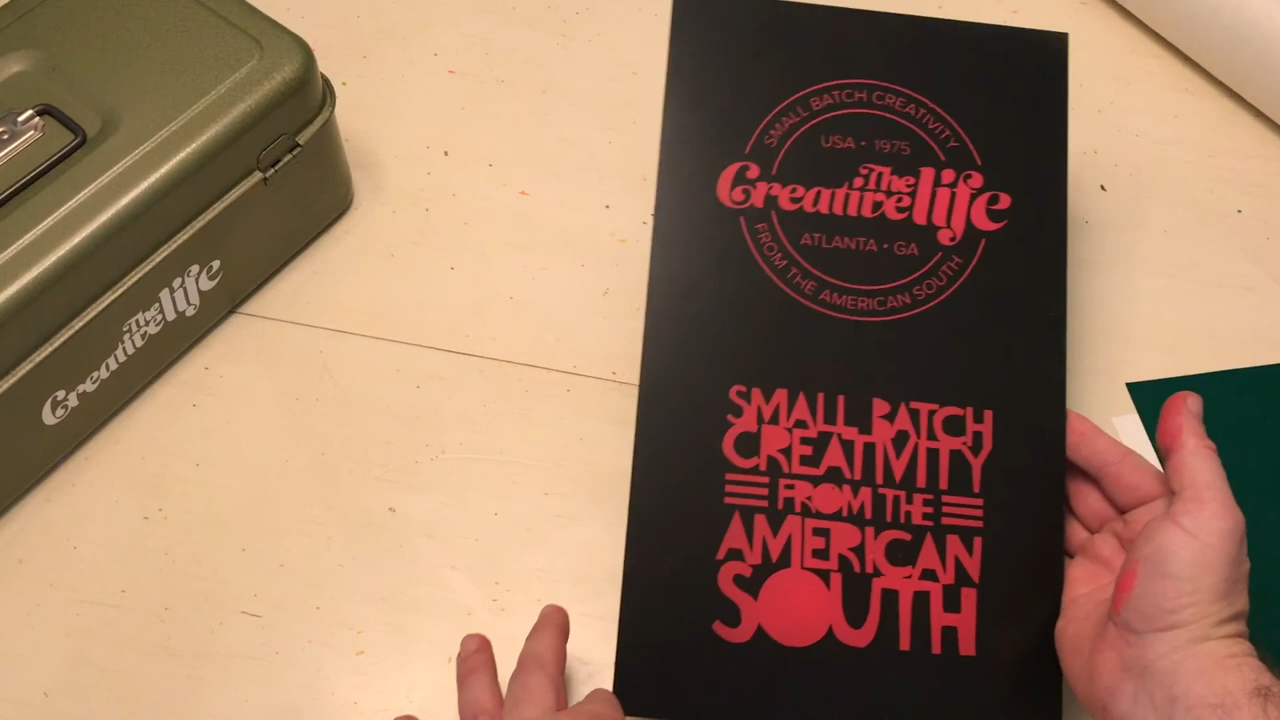 The
Creative life
SMALL BATCH CREATIVITY
USA • 1975
The
Creative life
ATLANTA • GA
FROM THE AMERICAN SOUTH
SMALL BATCH
CREATIVITY
FROM THE
AMERICAN
SOUTH